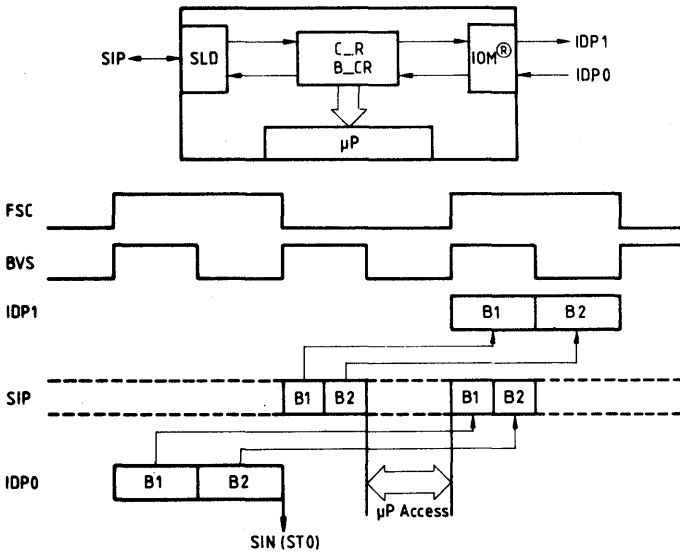 SIP
SLD
C_R
B_CR
IOM®
IDP1
IDP0
µP
FSC
BVS
IDP1
B1 B2
SIP
B1 B2 B1 B2
IDP0
B1 B2
µP Access
SIN (ST0)